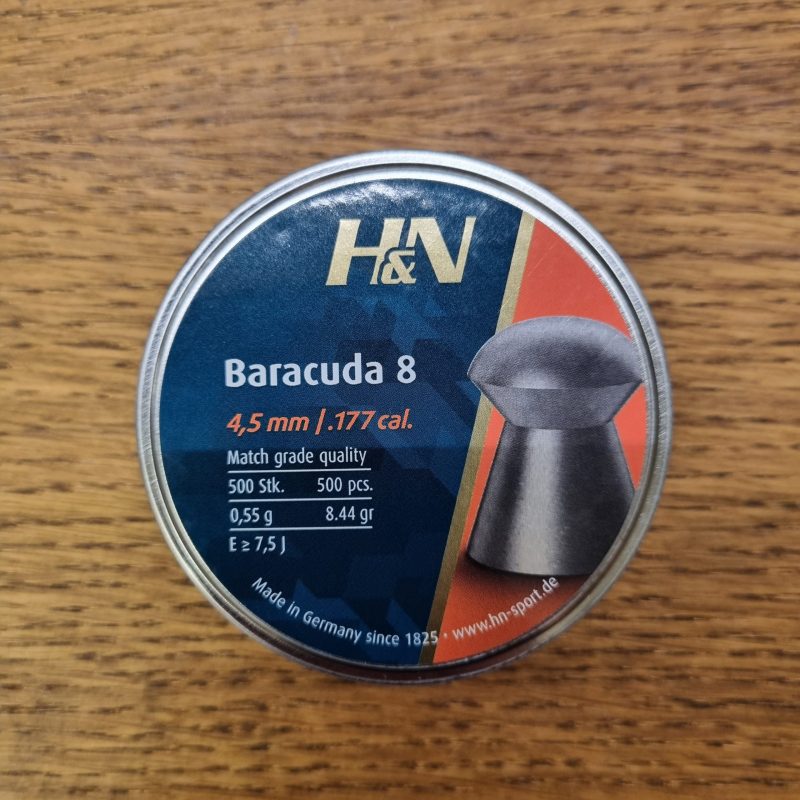 H&N
Baracuda 8
4,5 mm / .177 cal.
Match grade quality
500 Stk. 500 pcs.
0,55 g 8.44 gr
E ≥ 7,5 J
Made in Germany since 1825 · www.hn-sport.de